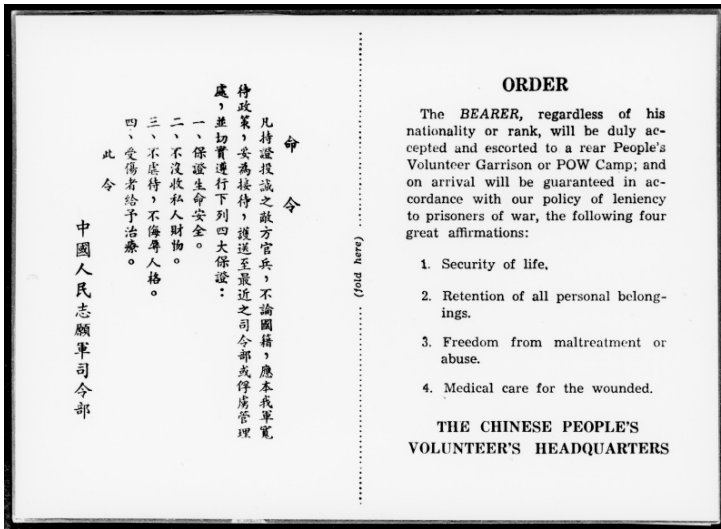 命令
凡持證投誠之敵方官兵，不論國籍，應本我軍寬
待政策，妥為接待，護送至最近之司令部或俘虜管理
處，並切實遵行下列四大保證：
一、保證生命安全。
二、不沒收私人財物。
三、不虐待，不侮辱人格。
四、受傷者給予治療。
此令
中國人民志願軍司令部
(fold here)
ORDER
The BEARER, regardless of his
nationality or rank, will be duly ac-
cepted and escorted to a rear People's
Volunteer Garrison or POW Camp; and
on arrival will be guaranteed in ac-
cordance with our policy of leniency
to prisoners of war, the following four
great affirmations:
1. Security of life.
2. Retention of all personal belong-
ings.
3. Freedom from maltreatment or
abuse.
4. Medical care for the wounded.
THE CHINESE PEOPLE'S
VOLUNTEER'S HEADQUARTERS